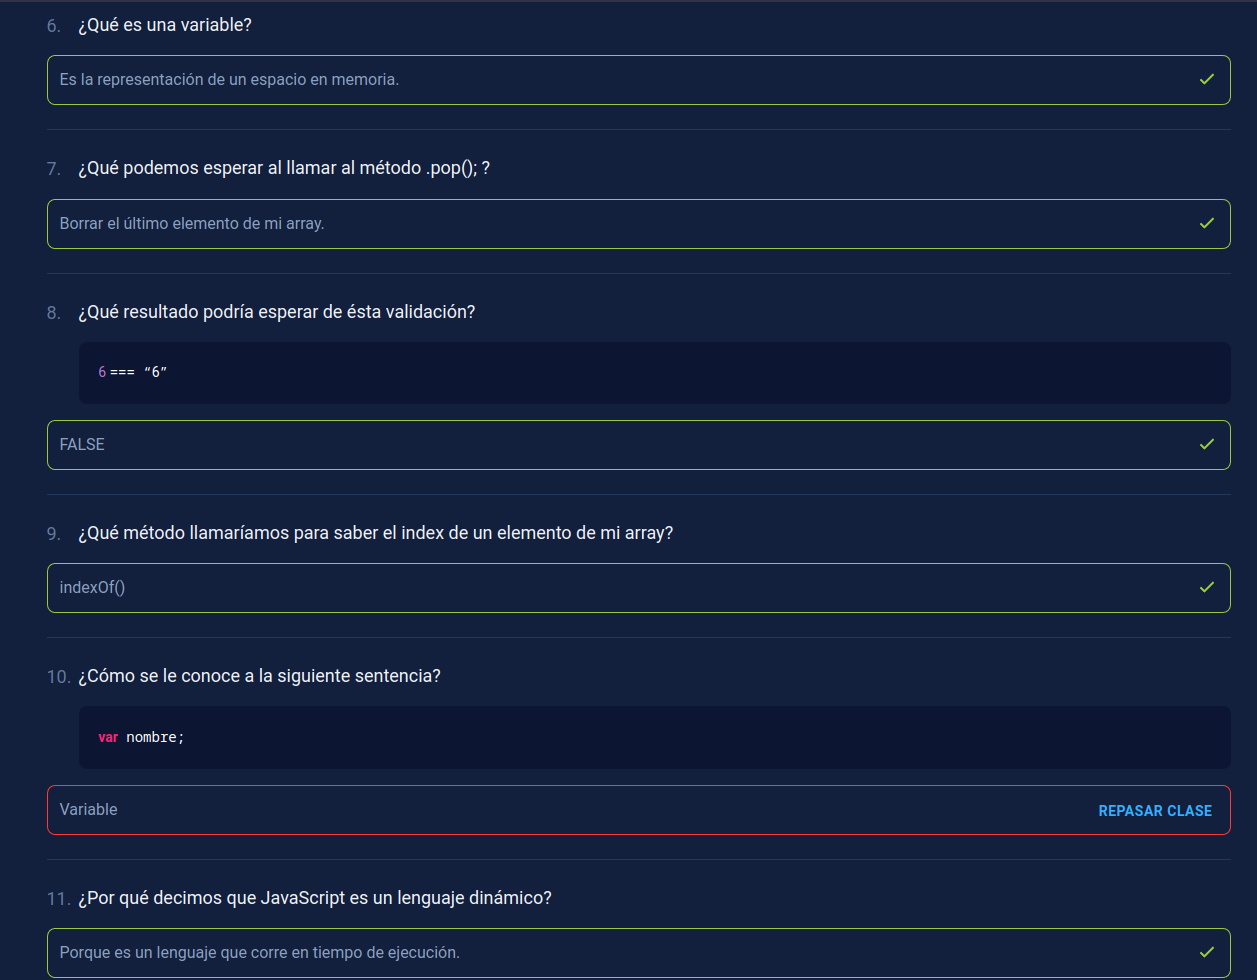 6. ¿Qué es una variable?
Es la representación de un espacio en memoria.
7. ¿Qué podemos esperar al llamar al método .pop(); ?
Borrar el último elemento de mi array.
8. ¿Qué resultado podría esperar de ésta validación?
6 === “6”
FALSE
9. ¿Qué método llamaríamos para saber el index de un elemento de mi array?
indexOf()
10. ¿Cómo se le conoce a la siguiente sentencia?
var nombre;
Variable REPASAR CLASE
11. ¿Por qué decimos que JavaScript es un lenguaje dinámico?
Porque es un lenguaje que corre en tiempo de ejecución.